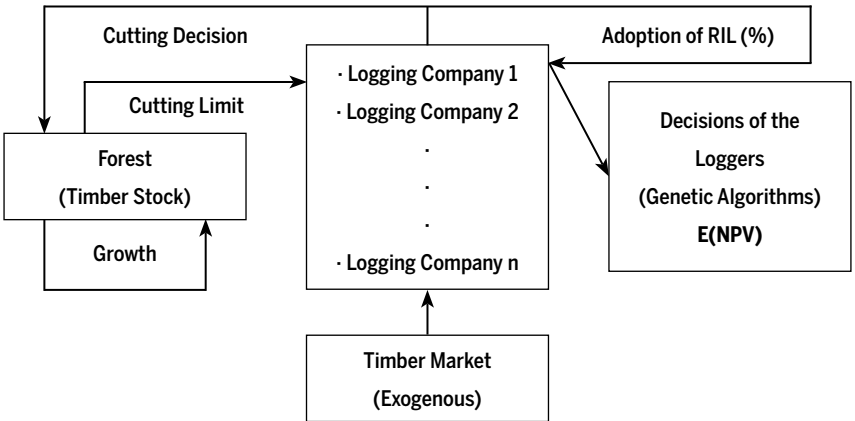 Cutting Decision
Adoption of RIL (%)
· Logging Company 1
Cutting Limit
· Logging Company 2
·
·
·
· Logging Company n
Forest
(Timber Stock)
Growth
Decisions of the
Loggers
(Genetic Algorithms)
E(NPV)
Timber Market
(Exogenous)